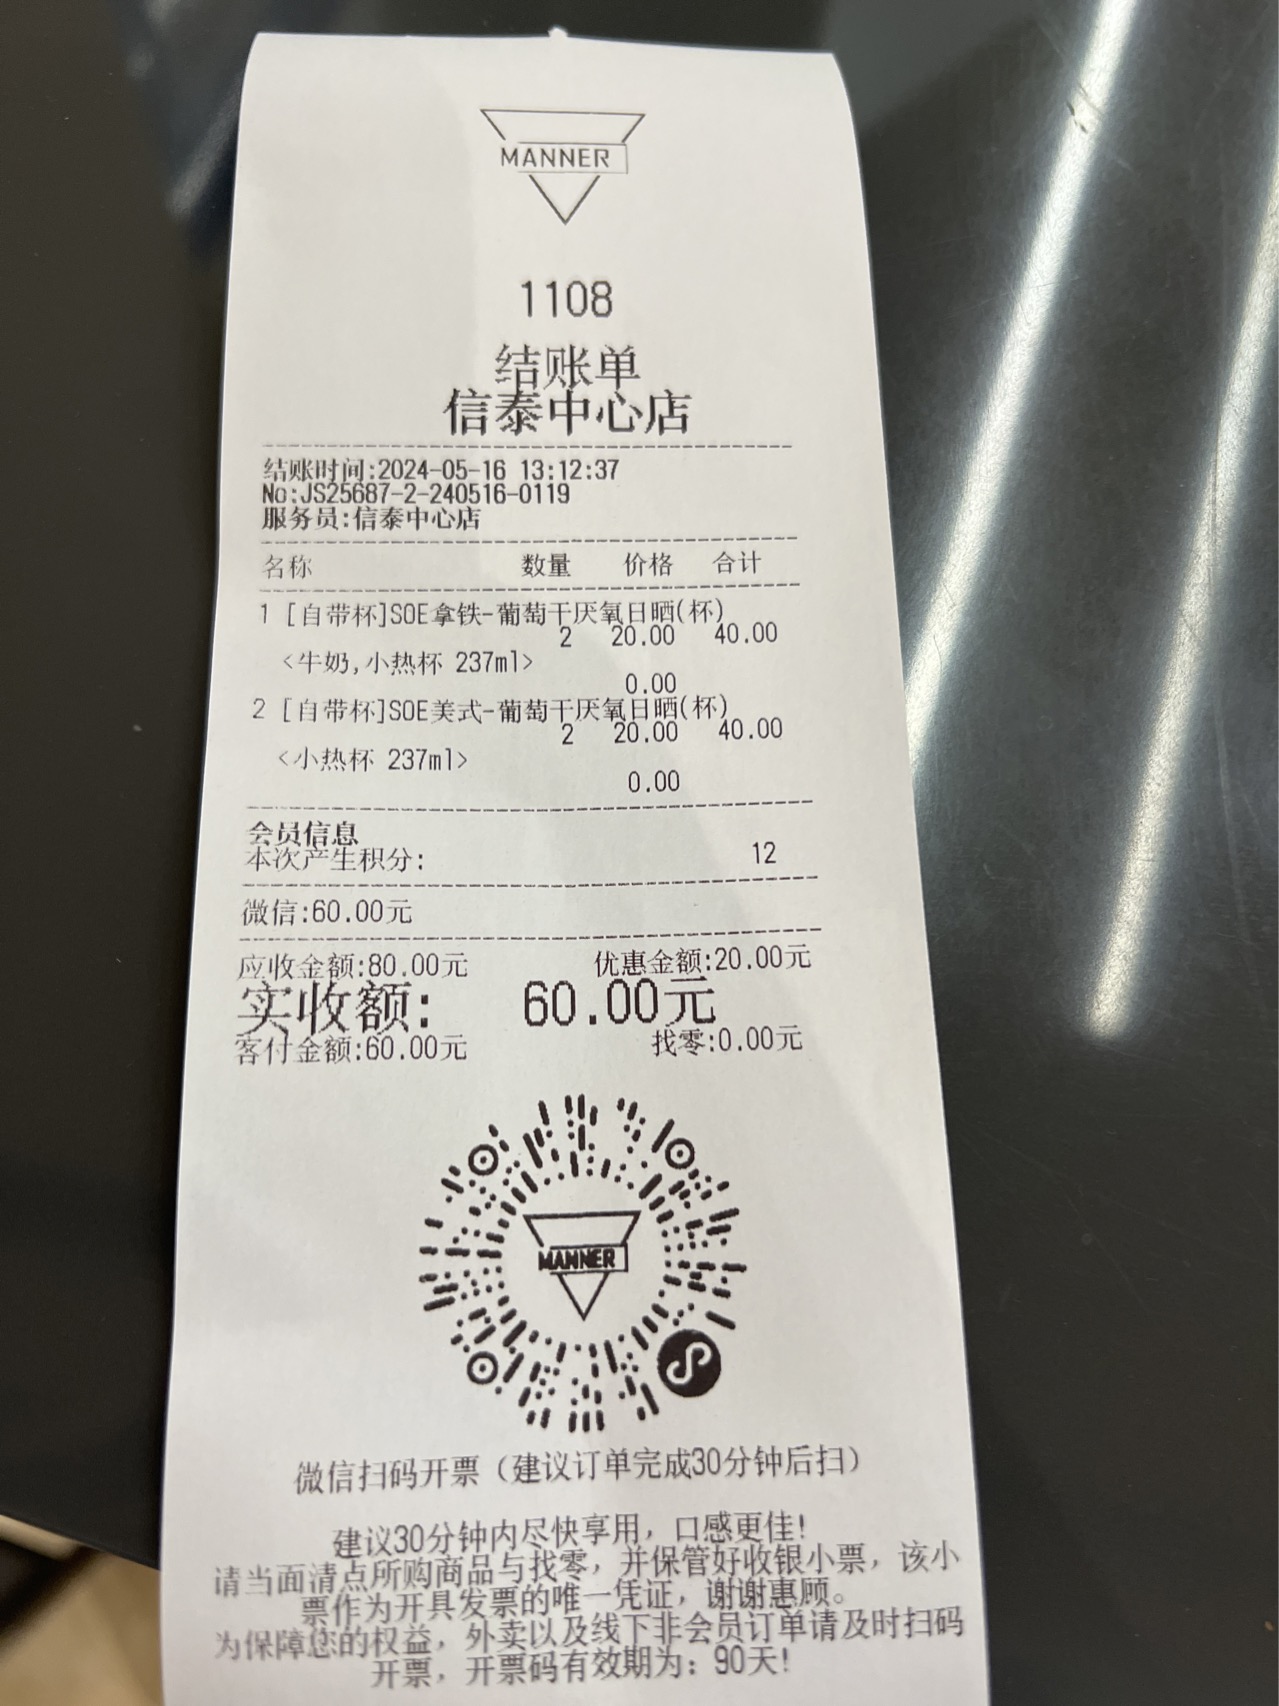 MANNER
1108
结账单
信泰中心店
结账时间:2024-05-16 13:12:37
No:JS25687-2-240516-0119
服务员:信泰中心店
名称 数量 价格 合计
1 [自带杯]SOE拿铁-葡萄干厌氧日晒(杯)
2 20.00 40.00
<牛奶,小热杯 237ml>
0.00
2 [自带杯]SOE美式-葡萄干厌氧日晒(杯)
2 20.00 40.00
<小热杯 237ml>
0.00
会员信息
本次产生积分: 12
微信:60.00元
应收金额:80.00元 优惠金额:20.00元
实收额: 60.00元
客付金额:60.00元 找零:0.00元
MANNER
微信扫码开票（建议订单完成30分钟后扫）
建议30分钟内尽快享用，口感更佳!
请当面清点所购商品与找零，并保管好收银小票，该小
票作为开具发票的唯一凭证，谢谢惠顾。
为保障您的权益，外卖以及线下非会员订单请及时扫码
开票，开票码有效期为：90天!